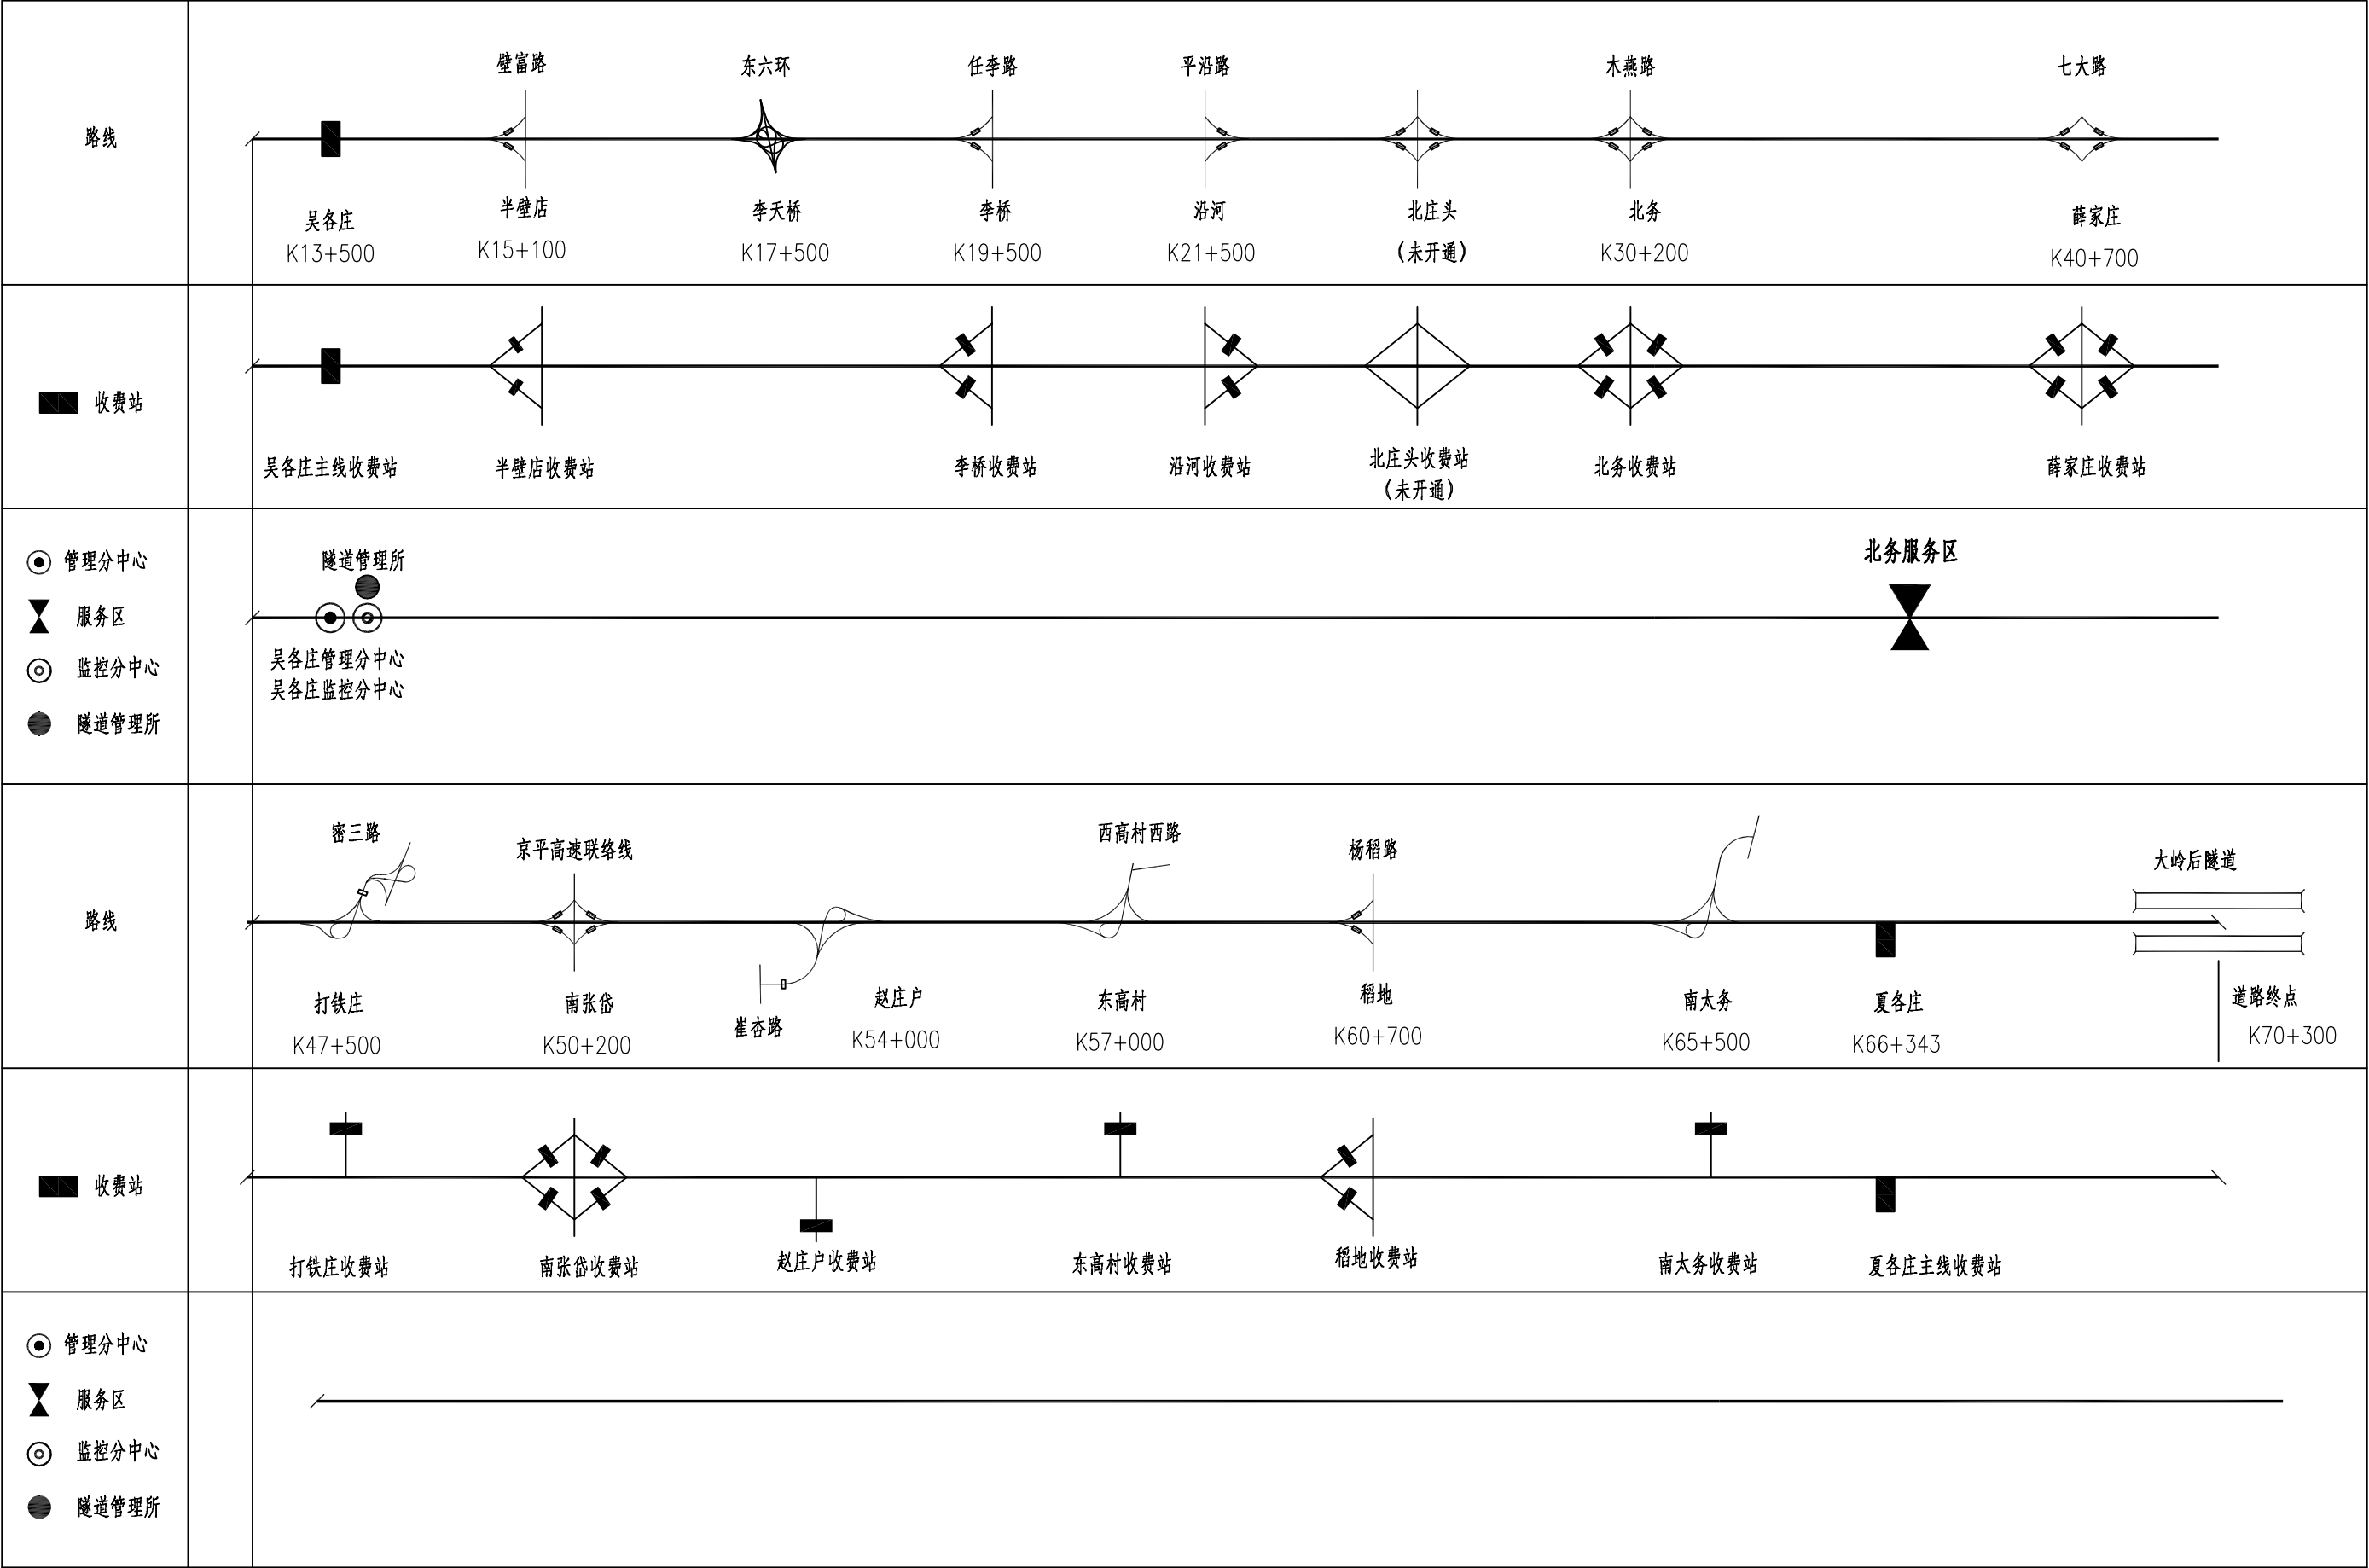 路线
壁富路
东六环
任李路
平沿路
木燕路
七大路
吴各庄
K13+500
半壁店
K15+100
李天桥
K17+500
李桥
K19+500
沿河
K21+500
北庄头
(未开通)
北务
K30+200
薛家庄
K40+700
收费站
吴各庄主线收费站
半壁店收费站
李桥收费站
沿河收费站
北庄头收费站
(未开通)
北务收费站
薛家庄收费站
管理分中心
服务区
监控分中心
隧道管理所
隧道管理所
吴各庄管理分中心
吴各庄监控分中心
北务服务区
路线
密三路
京平高速联络线
西高村西路
杨稻路
大岭后隧道
打铁庄
K47+500
南张岱
K50+200
崔杏路
赵庄户
K54+000
东高村
K57+000
稻地
K60+700
南太务
K65+500
夏各庄
K66+343
道路终点
K70+300
收费站
打铁庄收费站
南张岱收费站
赵庄户收费站
东高村收费站
稻地收费站
南太务收费站
夏各庄主线收费站
管理分中心
服务区
监控分中心
隧道管理所